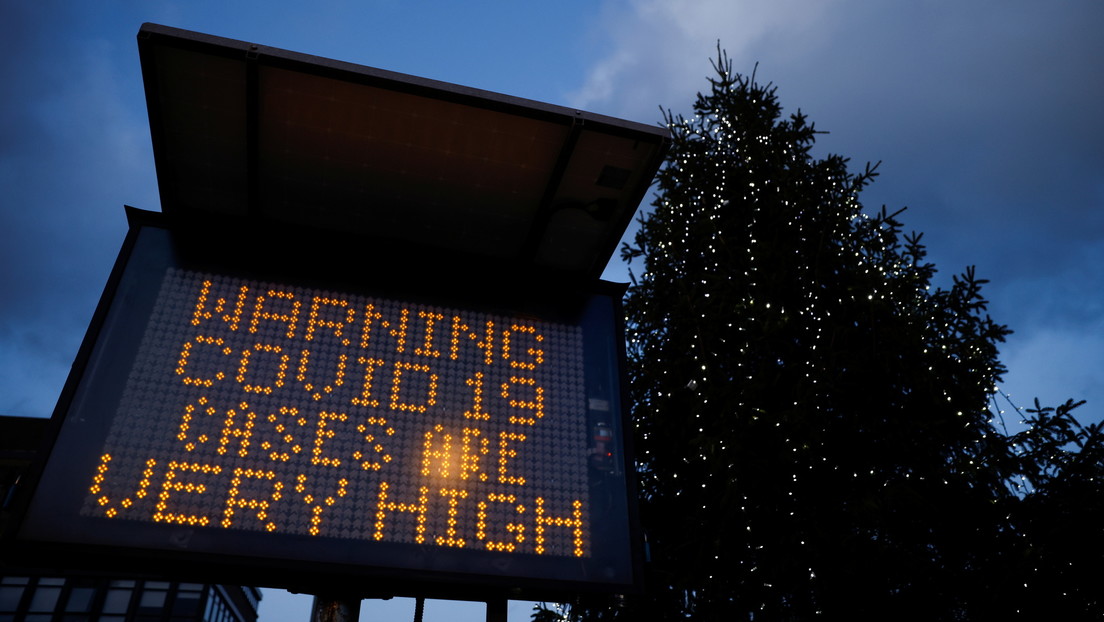 WARNING
COVID 19
CASES ARE
VERY HIGH